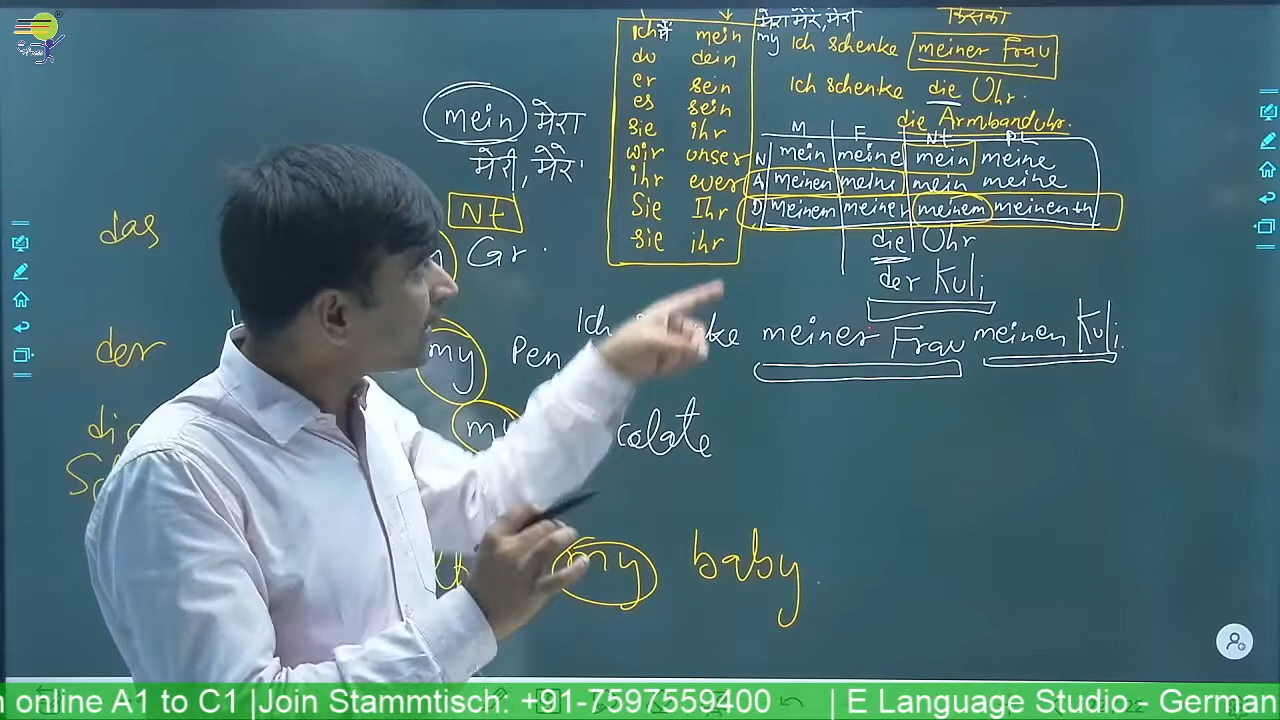 ich मैं mein
du dein
er sein
es sein
sie ihr
wir unser
ihr euer
Sie Ihr
sie ihr
मेरा मेरे, मेरी
किसको
my Ich schenke meiner Frau
Ich schenke die Uhr.
die Armbanduhr.
M F Nt PL
N mein meine mein meine
A meinen meine mein meine
D meinem meiner meinem meinen +n
die Uhr
der Kuli
mein मेरा
मेरी, मेरे
Nt
das
Gr.
Ich schenke meiner Frau meinen Kuli.
der
my Pen
die
my
my baby.
n online A1 to C1 |Join Stammtisch: +91-7597559400 | E Language Studio - German